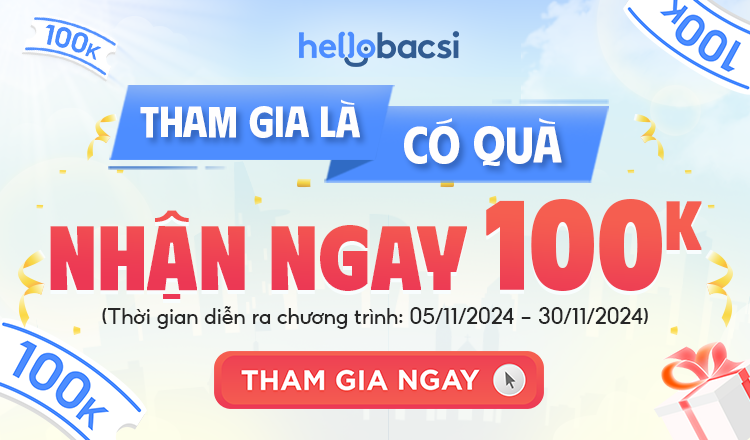 100K
100K
hellobacsi
THAM GIA LÀ
CÓ QUÀ
NHẬN NGAY 100K
(Thời gian diễn ra chương trình: 05/11/2024 – 30/11/2024)
THAM GIA NGAY
100K